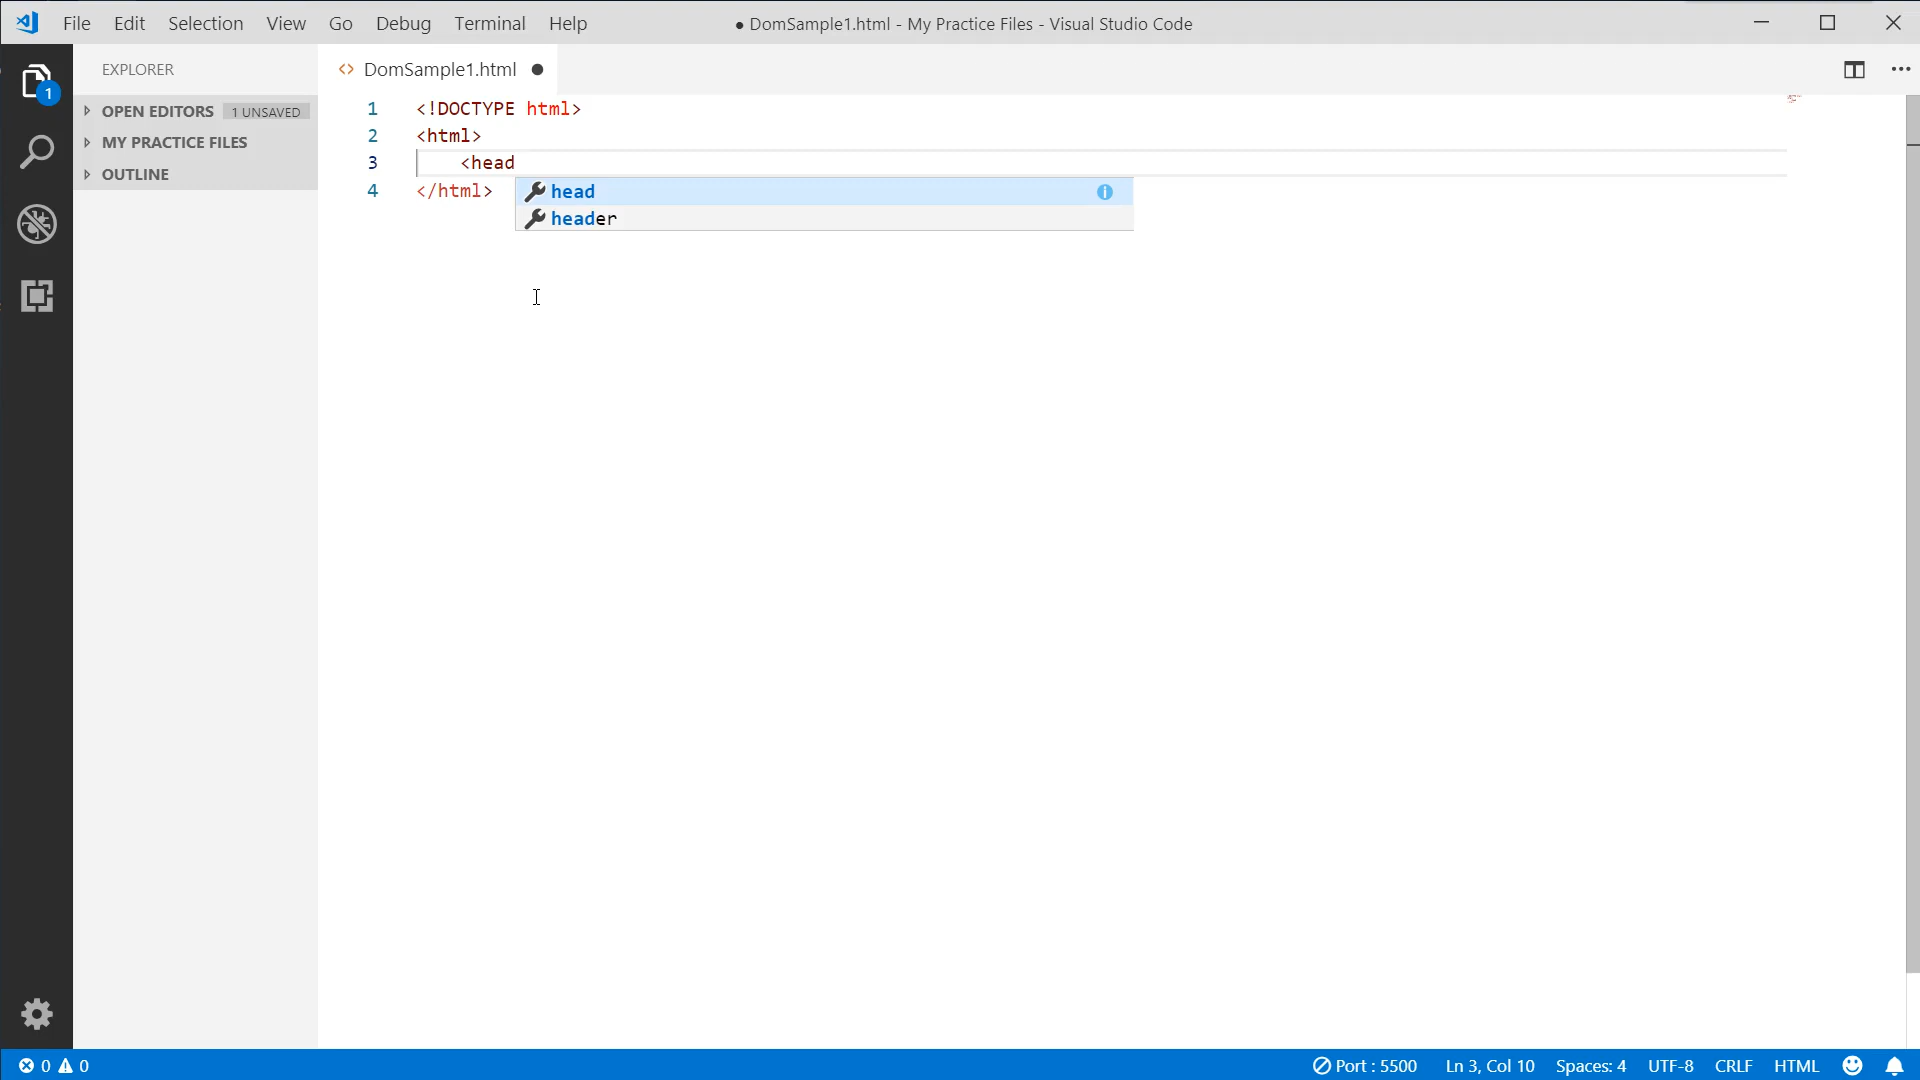 File Edit Selection View Go Debug Terminal Help ● DomSample1.html - My Practice Files - Visual Studio Code
EXPLORER
1
OPEN EDITORS 1 UNSAVED
MY PRACTICE FILES
OUTLINE
<> DomSample1.html ●
1 <!DOCTYPE html>
2 <html>
3 <head
4 </html>
head
header
0 0 Port : 5500 Ln 3, Col 10 Spaces: 4 UTF-8 CRLF HTML